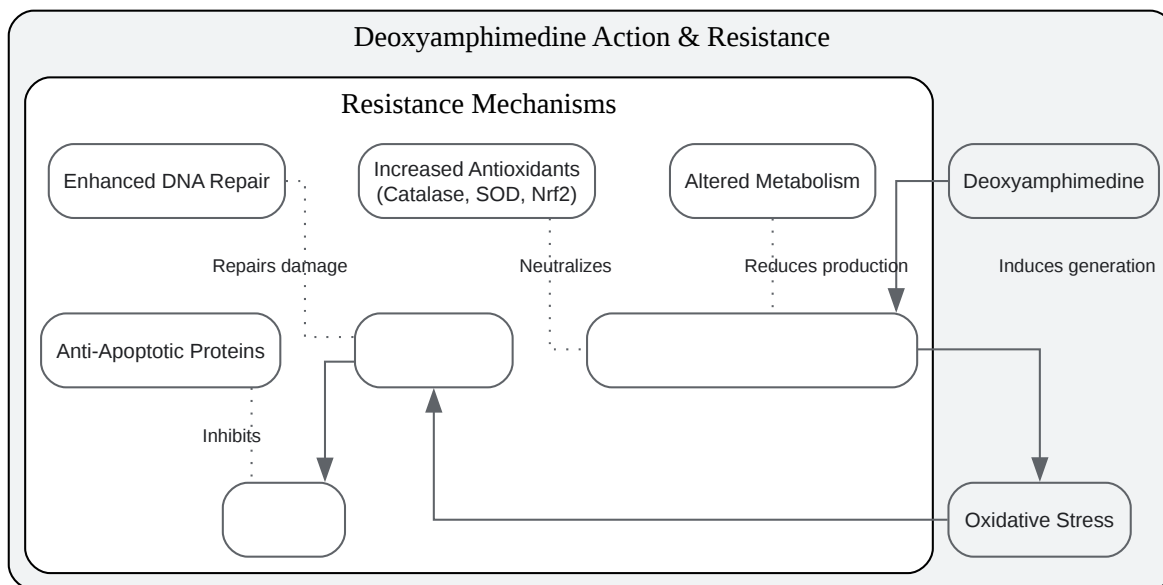 Deoxyamphimedine Action & Resistance
Resistance Mechanisms
Enhanced DNA Repair
Increased Antioxidants
(Catalase, SOD, Nrf2)
Altered Metabolism
Deoxyamphimedine
Repairs damage
Neutralizes
Reduces production
Induces generation
Anti-Apoptotic Proteins
Inhibits
Oxidative Stress